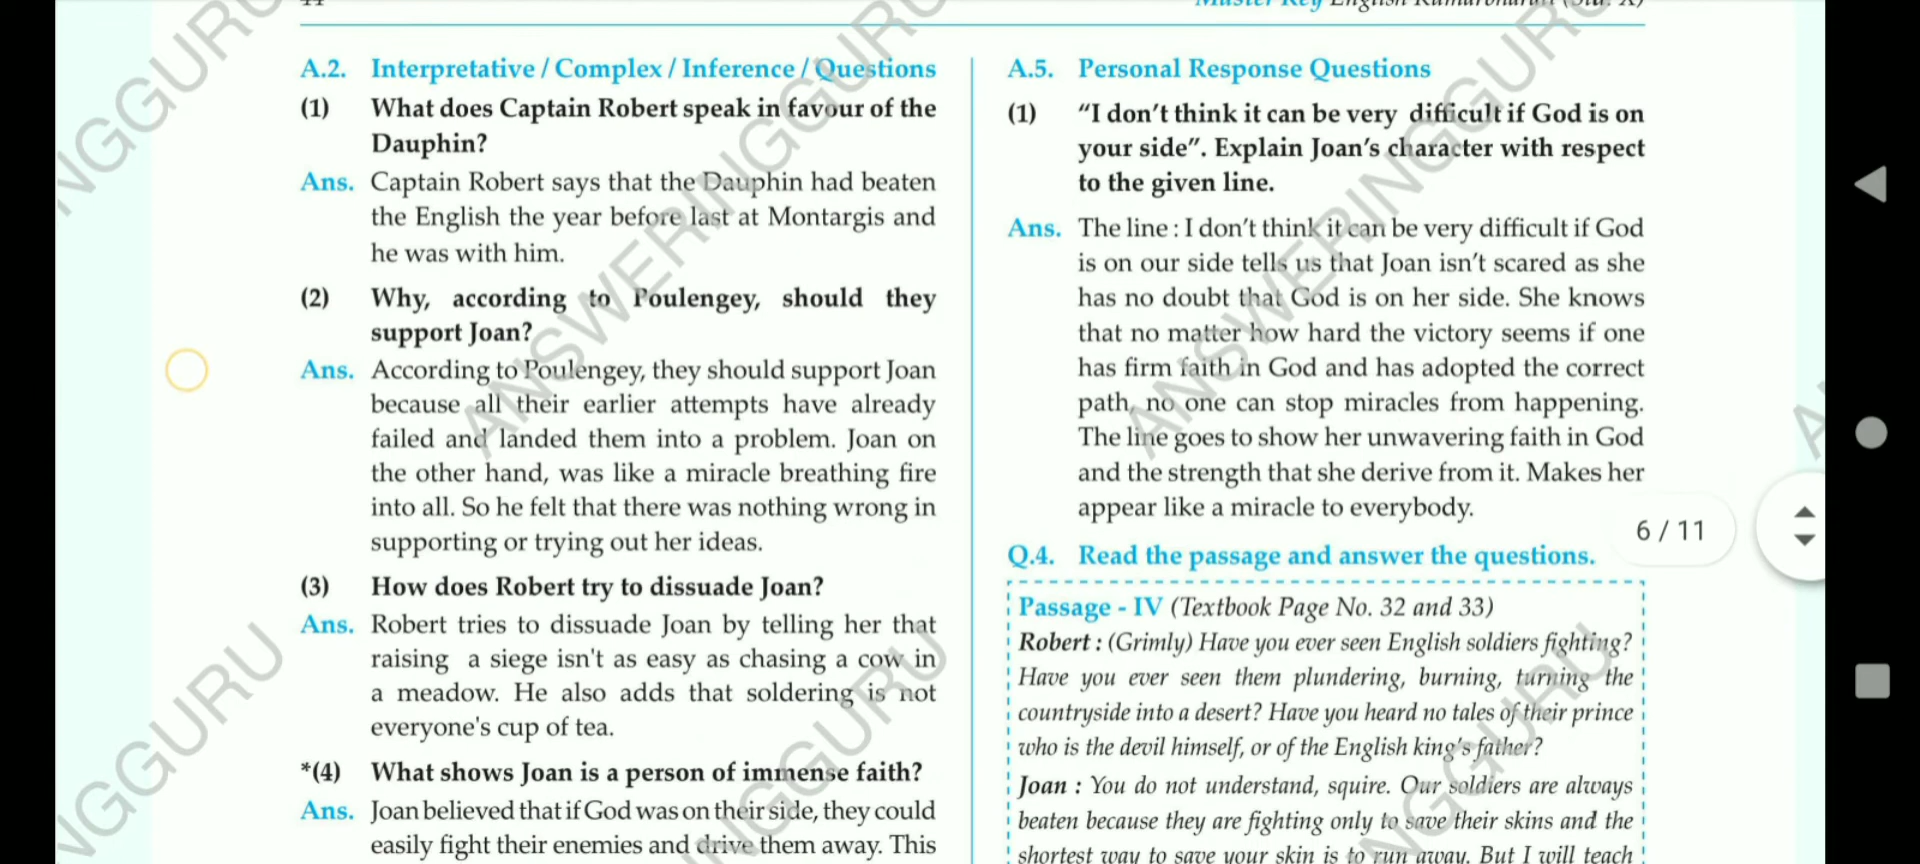 A.2. Interpretative / Complex / Inference / Questions
(1) What does Captain Robert speak in favour of the
Dauphin?
Ans. Captain Robert says that the Dauphin had beaten
the English the year before last at Montargis and
he was with him.
(2) Why, according to Poulengey, should they
support Joan?
Ans. According to Poulengey, they should support Joan
because all their earlier attempts have already
failed and landed them into a problem. Joan on
the other hand, was like a miracle breathing fire
into all. So he felt that there was nothing wrong in
supporting or trying out her ideas.
(3) How does Robert try to dissuade Joan?
Ans. Robert tries to dissuade Joan by telling her that
raising a siege isn't as easy as chasing a cow in
a meadow. He also adds that soldering is not
everyone's cup of tea.
*(4) What shows Joan is a person of immense faith?
Ans. Joan believed that if God was on their side, they could
easily fight their enemies and drive them away. This
A.5. Personal Response Questions
(1) “I don’t think it can be very difficult if God is on
your side”. Explain Joan’s character with respect
to the given line.
Ans. The line : I don’t think it can be very difficult if God
is on our side tells us that Joan isn’t scared as she
has no doubt that God is on her side. She knows
that no matter how hard the victory seems if one
has firm faith in God and has adopted the correct
path, no one can stop miracles from happening.
The line goes to show her unwavering faith in God
and the strength that she derive from it. Makes her
appear like a miracle to everybody.
Q.4. Read the passage and answer the questions.
Passage - IV (Textbook Page No. 32 and 33)
Robert : (Grimly) Have you ever seen English soldiers fighting?
Have you ever seen them plundering, burning, turning the
countryside into a desert? Have you heard no tales of their prince
who is the devil himself, or of the English king’s father?
Joan : You do not understand, squire. Our soldiers are always
beaten because they are fighting only to save their skins and the
shortest way to save your skin is to run away. But I will teach
6 / 11
ANSWERINGGURU
ANSWERINGGURU
NGGURU
NGGURU
NGGURU